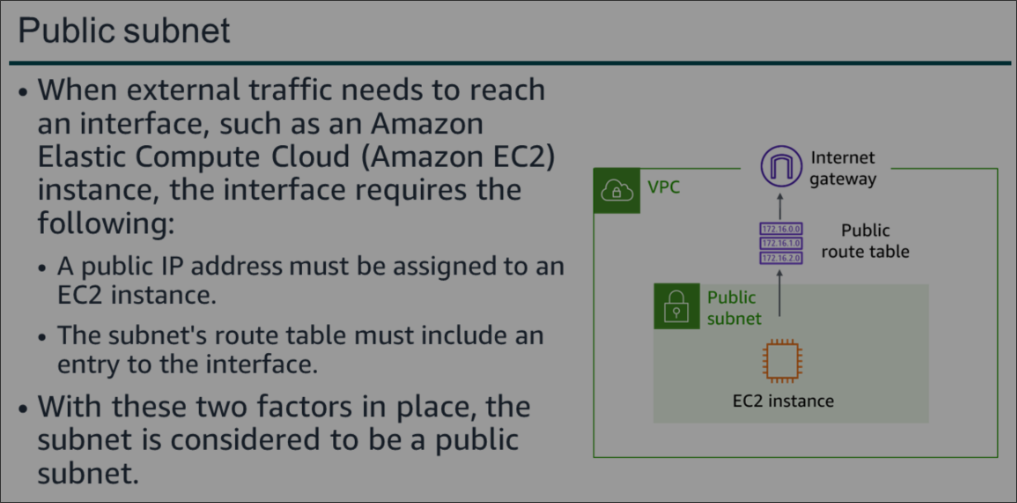 Public subnet
• When external traffic needs to reach
an interface, such as an Amazon
Elastic Compute Cloud (Amazon EC2)
instance, the interface requires the
following:
• A public IP address must be assigned to an
EC2 instance.
• The subnet's route table must include an
entry to the interface.
• With these two factors in place, the
subnet is considered to be a public
subnet.
Internet
gateway
VPC
172.16.0.0
172.16.1.0
172.16.2.0
Public
route table
Public
subnet
EC2 instance